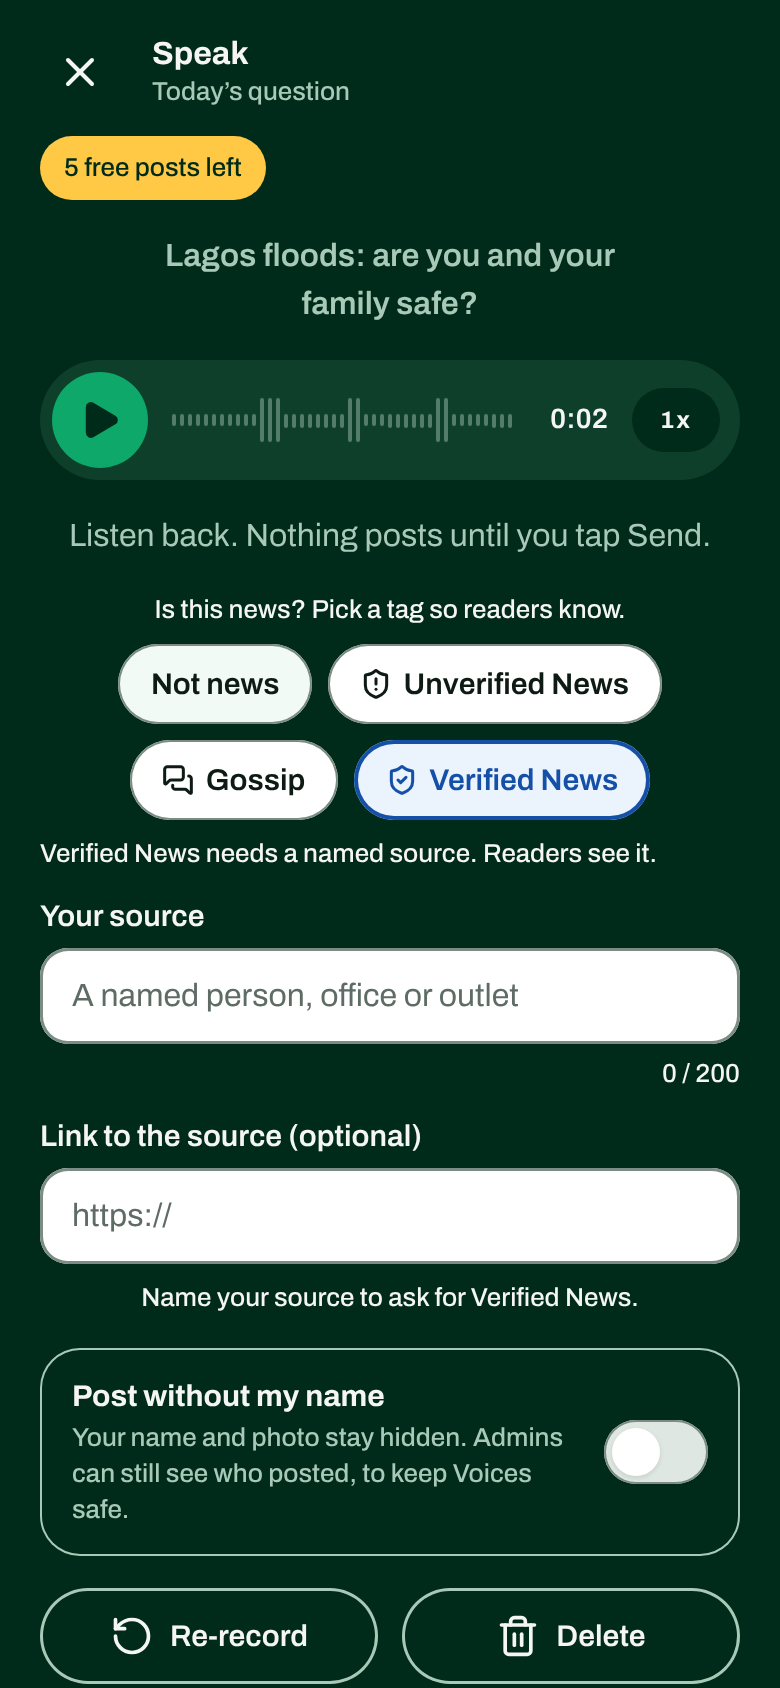 Speak
Today’s question
5 free posts left
Lagos floods: are you and your
family safe?
0:02
1x
Listen back. Nothing posts until you tap Send.
Is this news? Pick a tag so readers know.
Not news
Unverified News
Gossip
Verified News
Verified News needs a named source. Readers see it.
Your source
A named person, office or outlet
0 / 200
Link to the source (optional)
https://
Name your source to ask for Verified News.
Post without my name
Your name and photo stay hidden. Admins
can still see who posted, to keep Voices
safe.
Re-record
Delete